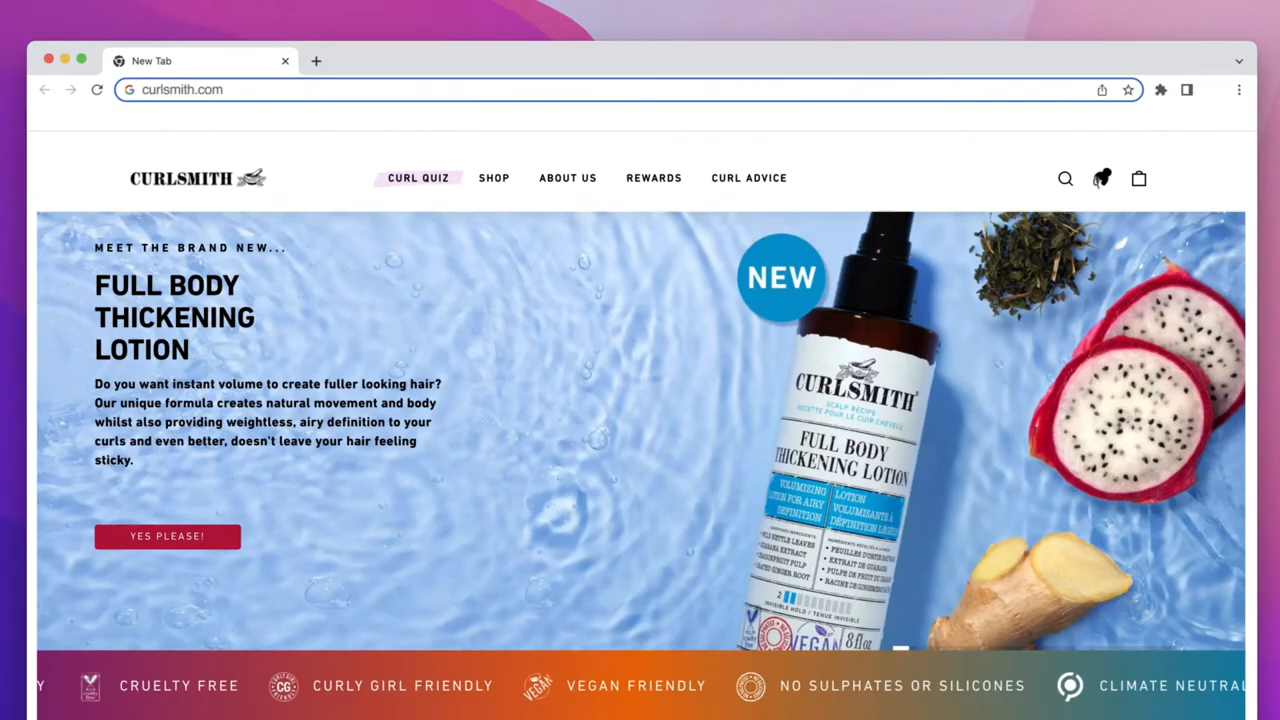 New Tab
curlsmith.com
CURLSMITH
CURL QUIZ
SHOP
ABOUT US
REWARDS
CURL ADVICE
MEET THE BRAND NEW...
FULL BODY
THICKENING
LOTION
Do you want instant volume to create fuller looking hair?
Our unique formula creates natural movement and body
whilst also providing weightless, airy definition to your
curls and even better, doesn't leave your hair feeling
sticky.
YES PLEASE!
NEW
CURLSMITH
SCALP RECIPE
RECETTE POUR LE CUIR CHEVELU
FULL BODY
THICKENING LOTION
VOLUMIZING
LOTION FOR AIRY
DEFINITION
LOTION
VOLUMISANTE À
DÉFINITION
• EXTRAIT DE GUARANA
2
INVISIBLE HOLD / TENUE INVISIBLE
VEGAN
8 fl oz
Y
CRUELTY FREE
CG
CURLY GIRL FRIENDLY
VEGAN
VEGAN FRIENDLY
NO SULPHATES OR SILICONES
CLIMATE NEUTRAL